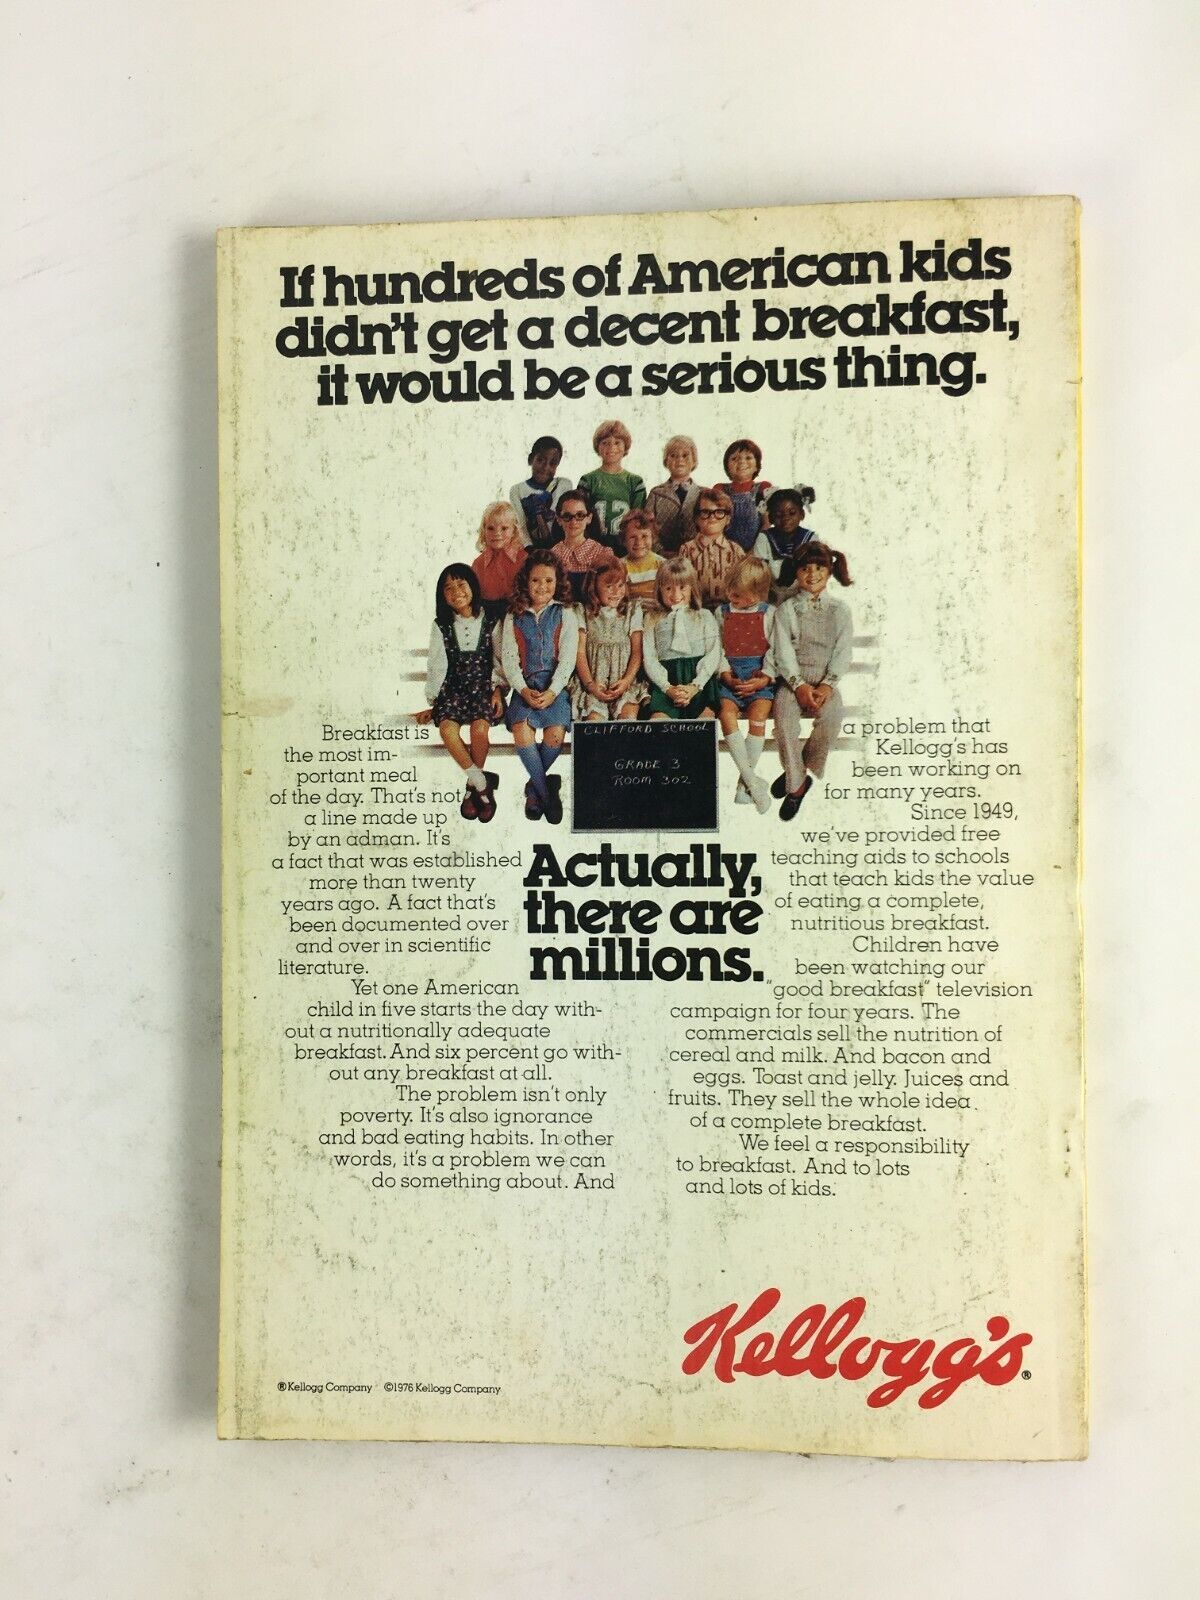 If hundreds of American kids
didn't get a decent breakfast,
it would be a serious thing.
12
CLIFFORD SCHOOL
GRADE 3
ROOM 302
Actually,
there are
millions.
Breakfast is
the most im-
portant meal
of the day. That's not
a line made up
by an adman. It's
a fact that was established
more than twenty
years ago. A fact that's
been documented over
and over in scientific
literature.
Yet one American
child in five starts the day with-
out a nutritionally adequate
breakfast. And six percent go with-
out any breakfast at all.
The problem isn't only
poverty. It's also ignorance
and bad eating habits. In other
words, it's a problem we can
do something about. And
a problem that
Kellogg's has
been working on
for many years.
Since 1949,
we've provided free
teaching aids to schools
that teach kids the value
of eating a complete,
nutritious breakfast.
Children have
been watching our
"good breakfast" television
campaign for four years. The
commercials sell the nutrition of
cereal and milk. And bacon and
eggs. Toast and jelly. Juices and
fruits. They sell the whole idea
of a complete breakfast.
We feel a responsibility
to breakfast. And to lots
and lots of kids.
Kellogg's®
® Kellogg Company ©1976 Kellogg Company